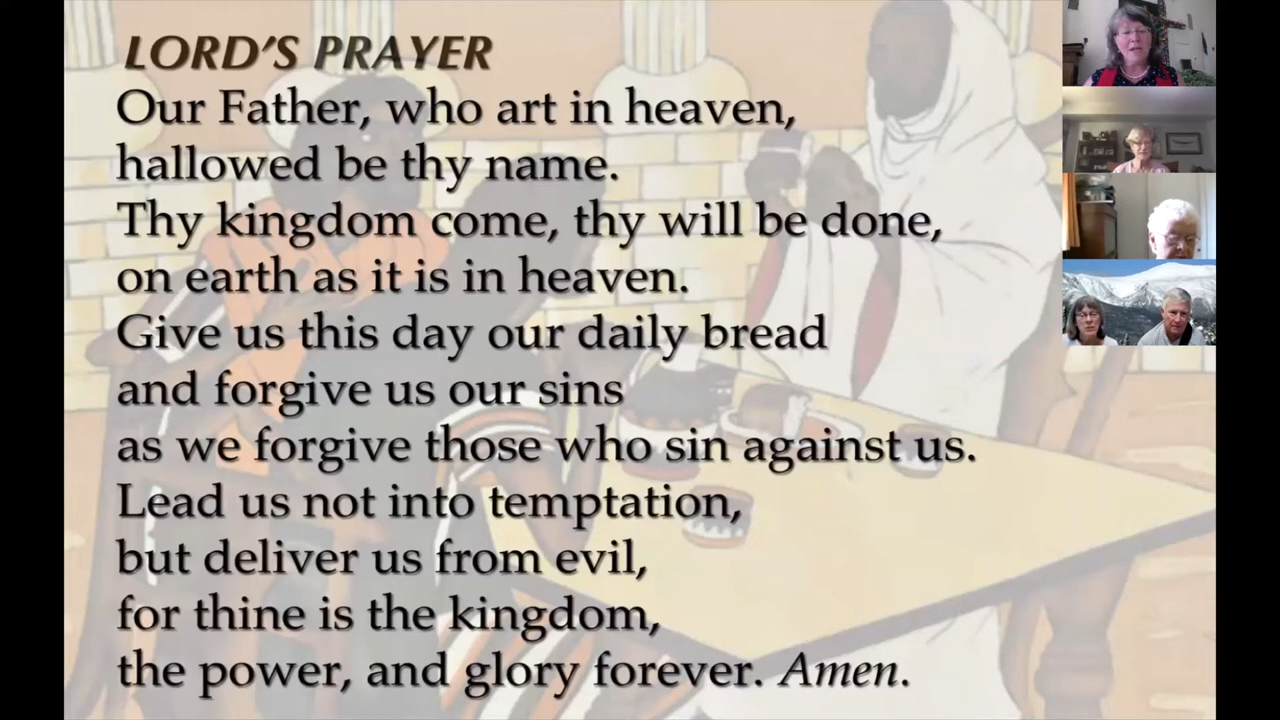 LORD'S PRAYER
Our Father, who art in heaven,
hallowed be thy name.
Thy kingdom come, thy will be done,
on earth as it is in heaven.
Give us this day our daily bread
and forgive us our sins
as we forgive those who sin against us.
Lead us not into temptation,
but deliver us from evil,
for thine is the kingdom,
the power, and glory forever. Amen.